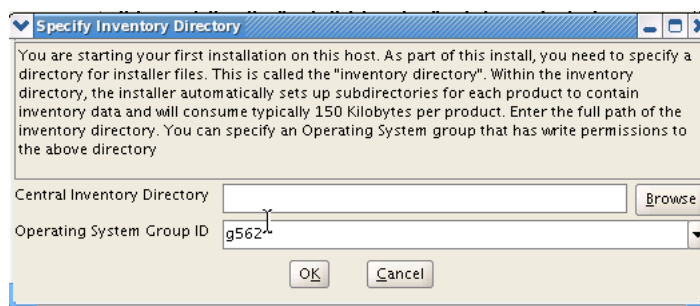 Specify Inventory Directory
You are starting your first installation on this host. As part of this install, you need to specify a
directory for installer files. This is called the "inventory directory". Within the inventory
directory, the installer automatically sets up subdirectories for each product to contain
inventory data and will consume typically 150 Kilobytes per product. Enter the full path of the
inventory directory. You can specify an Operating System group that has write permissions to
the above directory
Central Inventory Directory
Browse
Operating System Group ID
g562
OK
Cancel